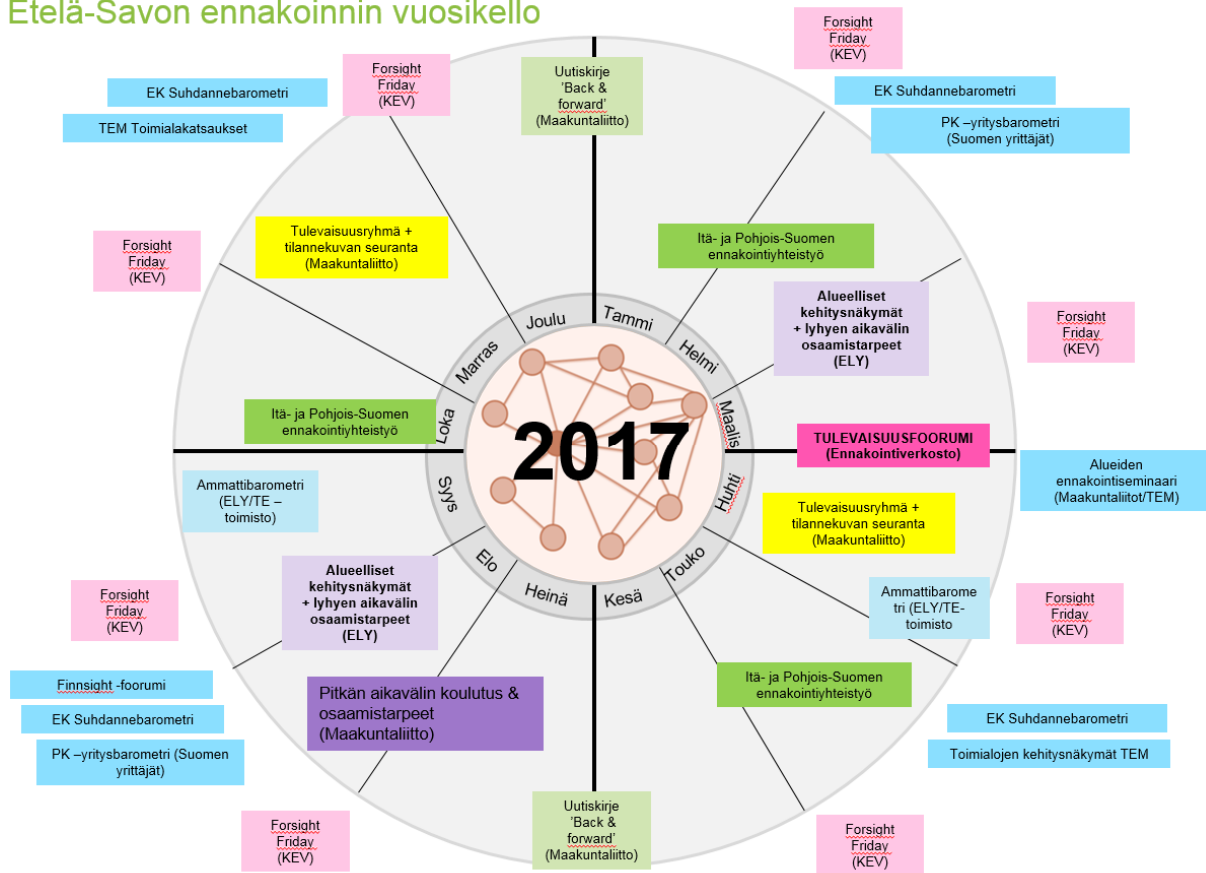 Etelä-Savon ennakoinnin vuosikello
Forsight
Friday
(KEV)
EK Suhdannebarometri
TEM Toimialakatsaukset
Uutiskirje
'Back &
forward'
(Maakuntaliitto)
Forsight
Friday
(KEV)
EK Suhdannebarometri
PK –yritysbarometri
(Suomen yrittäjät)
Forsight
Friday
(KEV)
Tulevaisuusryhmä +
tilannekuvan seuranta
(Maakuntaliitto)
Itä- ja Pohjois-Suomen
ennakointiyhteistyö
Alueelliset
kehitysnäkymät
+ lyhyen aikavälin
osaamistarpeet
(ELY)
Forsight
Friday
(KEV)
Tammi
Helmi
Maalis
Huhti
Touko
Kesä
Heinä
Elo
Syys
Loka
Marras
Joulu
2017
Itä- ja Pohjois-Suomen
ennakointiyhteistyö
TULEVAISUUSFOORUMI
(Ennakointiverkosto)
Alueiden
ennakointiseminaari
(Maakuntaliitot/TEM)
Ammattibarometri
(ELY/TE –
toimisto)
Tulevaisuusryhmä +
tilannekuvan seuranta
(Maakuntaliitto)
Alueelliset
kehitysnäkymät
+ lyhyen aikavälin
osaamistarpeet
(ELY)
Ammattibarome
tri (ELY/TE-
toimisto
Forsight
Friday
(KEV)
Forsight
Friday
(KEV)
Finnsight -foorumi
EK Suhdannebarometri
PK –yritysbarometri (Suomen
yrittäjät)
Pitkän aikavälin koulutus &
osaamistarpeet
(Maakuntaliitto)
Itä- ja Pohjois-Suomen
ennakointiyhteistyö
EK Suhdannebarometri
Toimialojen kehitysnäkymät TEM
Forsight
Friday
(KEV)
Uutiskirje
'Back &
forward'
(Maakuntaliitto)
Forsight
Friday
(KEV)